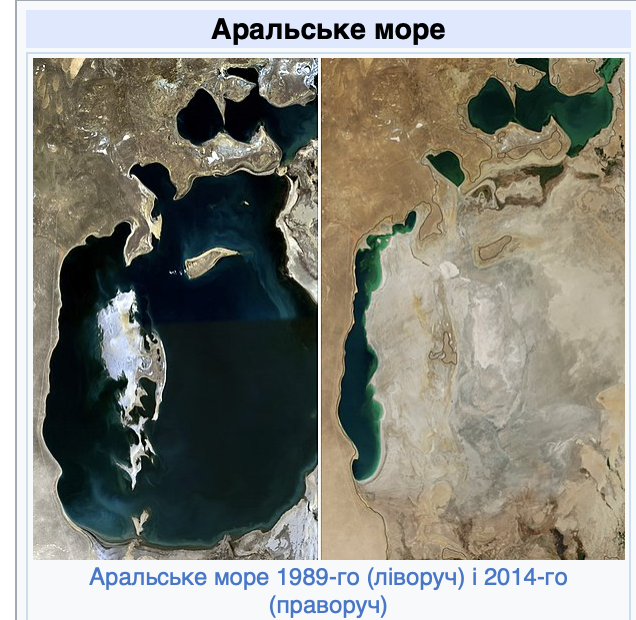 Аральське море
Аральське море 1989-го (ліворуч) і 2014-го
(праворуч)